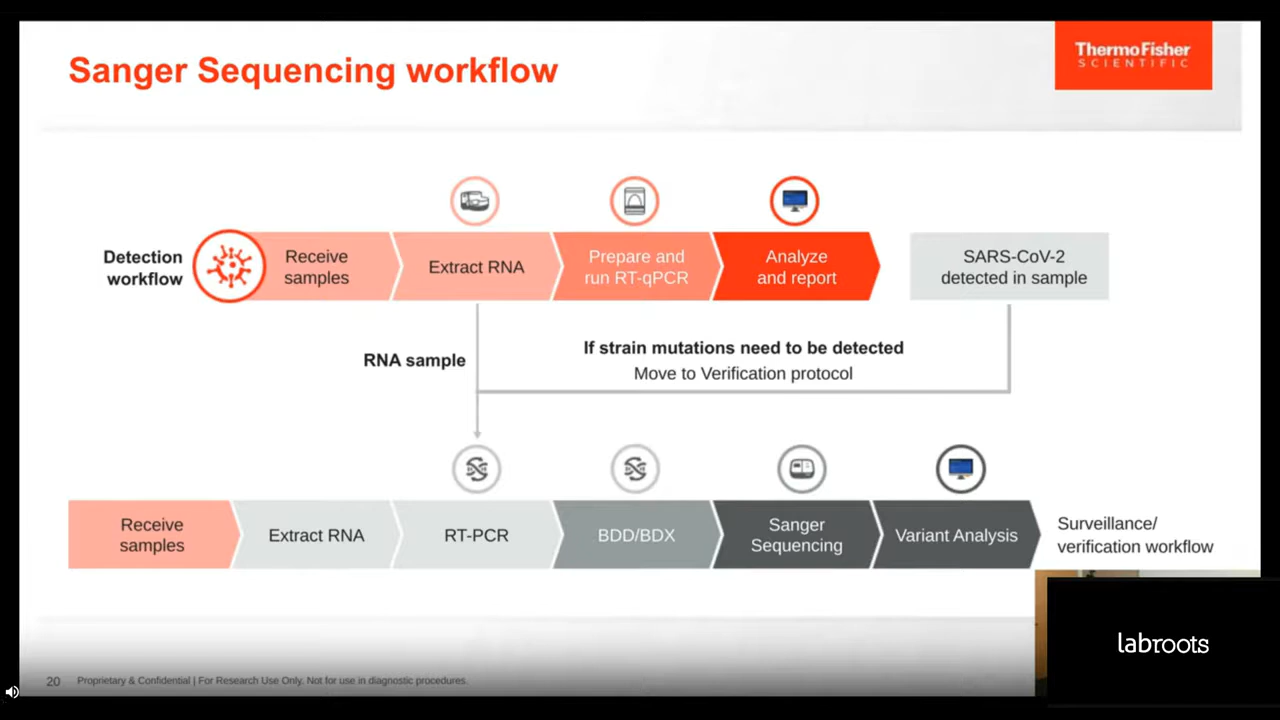 Sanger Sequencing workflow
ThermoFisher
SCIENTIFIC
Detection
workflow
Receive
samples
Extract RNA
Prepare and
run RT-qPCR
Analyze
and report
SARS-CoV-2
detected in sample
RNA sample
If strain mutations need to be detected
Move to Verification protocol
Receive
samples
Extract RNA
RT-PCR
BDD/BDX
Sanger
Sequencing
Variant Analysis
Surveillance/
verification workflow
labroots
20
Proprietary & Confidential | For Research Use Only. Not for use in diagnostic procedures.